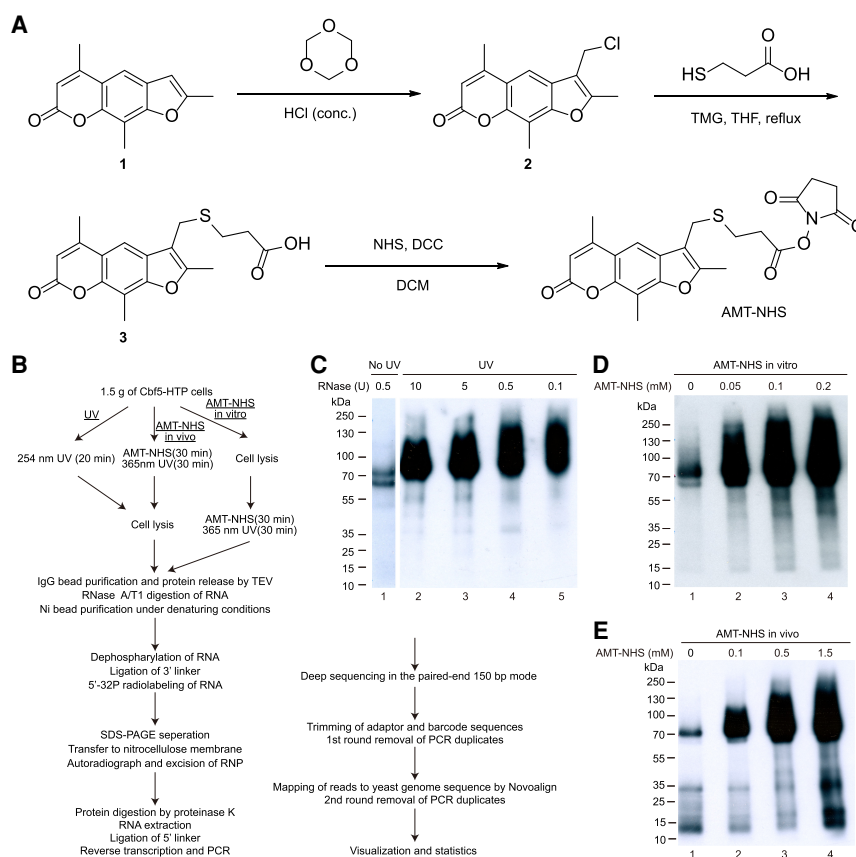 A
O
O
O
Cl
O
HS
OH
HCl (conc.)
TMG, THF, reflux
O
O
O
O
O
O
1
2
S
OH
O
NHS, DCC
DCM
S
O
N
O
O
O
O
O
O
O
O
O
3
AMT-NHS
B
1.5 g of Cbf5-HTP cells
UV
AMT-NHS
in vivo
AMT-NHS
in vitro
254 nm UV (20 min)
AMT-NHS(30 min)
365nm UV(30 min)
Cell lysis
Cell lysis
AMT-NHS(30 min)
365 nm UV(30 min)
IgG bead purification and protein release by TEV
RNase A/T1 digestion of RNA
Ni bead purification under denaturing conditions
Dephospharylation of RNA
Ligation of 3' linker
5'-32P radiolabeling of RNA
SDS-PAGE seperation
Transfer to nitrocellulose membrane
Autoradiograph and excision of RNP
Protein digestion by proteinase K
RNA extraction
Ligation of 5' linker
Reverse transcription and PCR
Deep sequencing in the paired-end 150 bp mode
Trimming of adaptor and barcode sequences
1st round removal of PCR duplicates
Mapping of reads to yeast genome sequence by Novoalign
2nd round removal of PCR duplicates
Visualization and statistics
C
No UV UV
RNase (U) 0.5 10 5 0.5 0.1
kDa
250
130
100
70
55
35
25
15
10
1 2 3 4 5
D
AMT-NHS in vitro
AMT-NHS (mM) 0 0.05 0.1 0.2
kDa
250
130
100
70
55
35
25
15
10
1 2 3 4
E
AMT-NHS in vivo
AMT-NHS (mM) 0 0.1 0.5 1.5
kDa
250
130
100
70
55
35
25
15
10
1 2 3 4